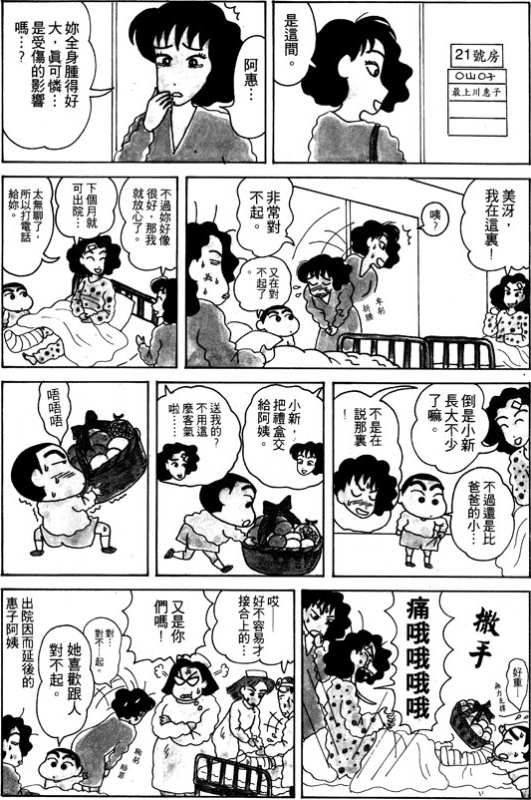 21號房
〇山〇子
最上川惠子
是這間。
阿惠…
妳全身腫得好
大，真可憐…
是受傷的影響
嗎…？
美冴，
我在這裏！
咦？
卑躬
折腰
非常對
不起。
又在對
不起了
不過妳好像
很好，那我
就放心了。
下個月就
可出院…
太無聊了，
所以打電話
給妳。
倒是小新
長大不少
了嘛。
不過還是比
爸爸的小…
不是在
說那裏
小新，
把禮盒交
給阿姨。
送我的？
不用這
麼客氣
啦…
唔唔唔
好重！
撒手
痛哦哦哦哦
哎──
好不容易才
接合上的…
又是你
們嗎！
對…
對不起。
她喜歡跟人
對不起。
出院因而延後的
惠子阿姨